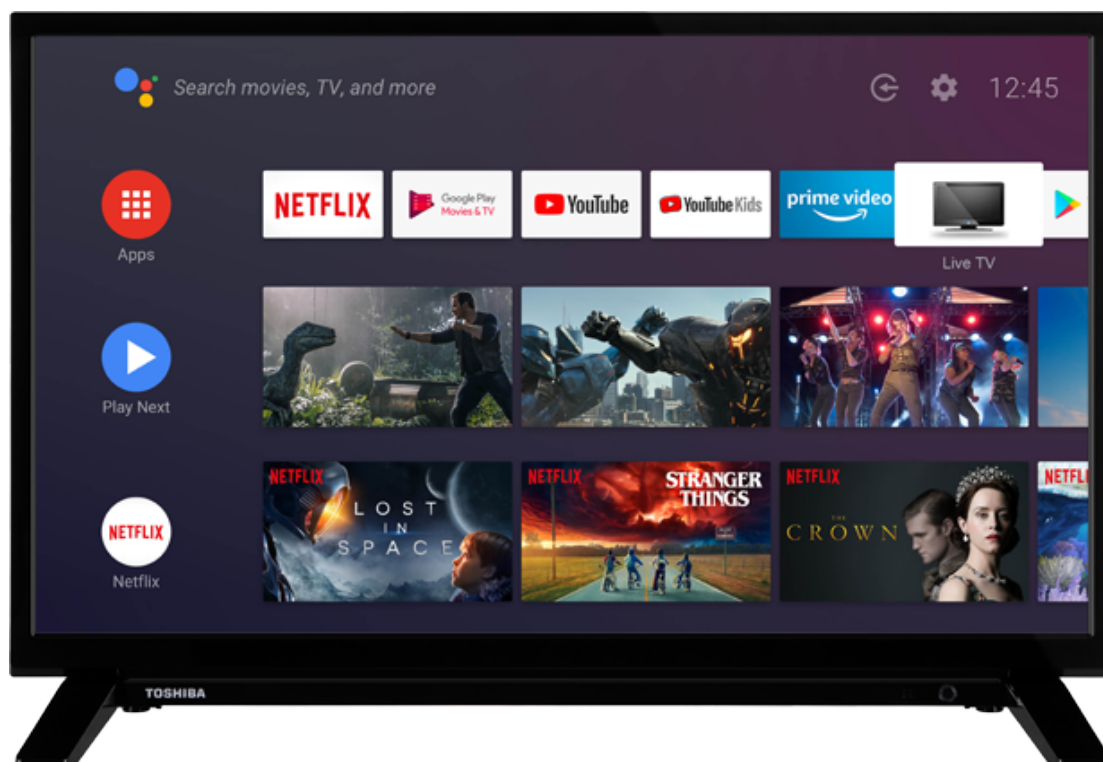 Search movies, TV, and more
12:45
Apps
NETFLIX
Google Play
Movies & TV
YouTube
YouTube Kids
prime video
Live TV
Play Next
NETFLIX
Netflix
NETFLIX
LOST
IN
SPACE
NETFLIX
STRANGER
THINGS
NETFLIX
THE
CROWN
NETFLI
TOSHIBA